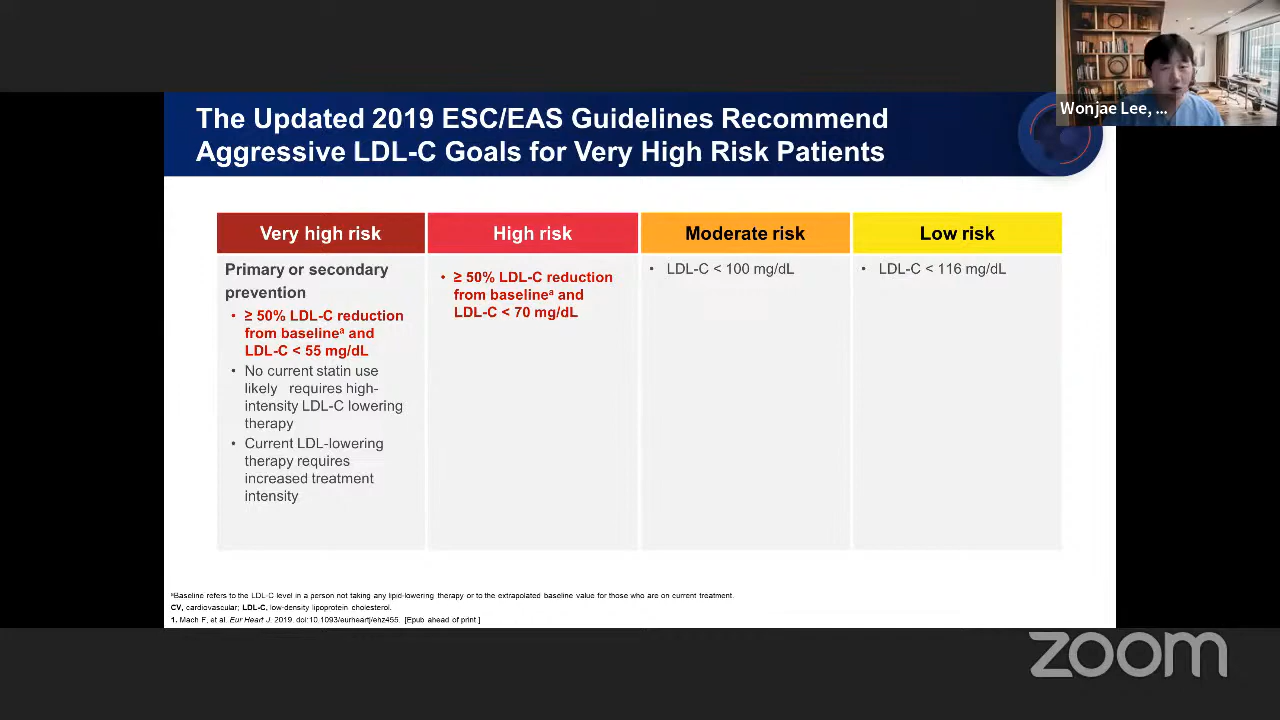 Wonjae Lee, ...
The Updated 2019 ESC/EAS Guidelines Recommend
Aggressive LDL-C Goals for Very High Risk Patients
Very high risk
Primary or secondary
prevention
• ≥ 50% LDL-C reduction
from baselineᵃ and
LDL-C < 55 mg/dL
• No current statin use
likely requires high-
intensity LDL-C lowering
therapy
• Current LDL-lowering
therapy requires
increased treatment
intensity
High risk
• ≥ 50% LDL-C reduction
from baselineᵃ and
LDL-C < 70 mg/dL
Moderate risk
• LDL-C < 100 mg/dL
Low risk
• LDL-C < 116 mg/dL
ᵃBaseline refers to the LDL-C level in a person not taking any lipid-lowering therapy or to the extrapolated baseline value for those who are on current treatment.
CV, cardiovascular; LDL-C, low-density lipoprotein cholesterol.
1. Mach F, et al. Eur Heart J. 2019. doi:10.1093/eurheartj/ehz455. [Epub ahead of print.]
zoom